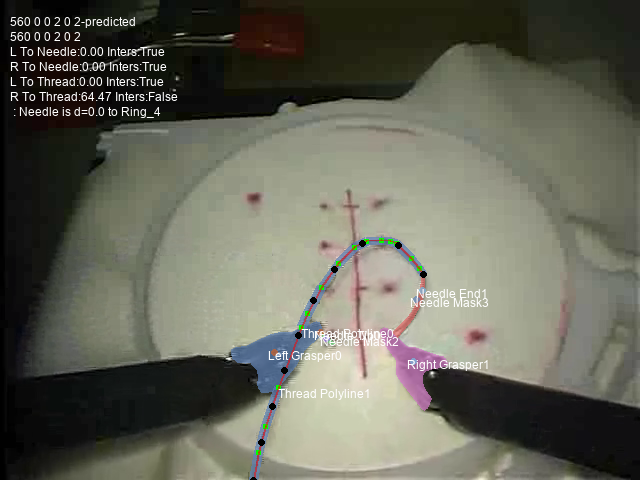 560 0 0 2 0 2-predicted
560 0 0 2 0 2
L To Needle:0.00 Inters:True
R To Needle:0.00 Inters:True
L To Thread:0.00 Inters:True
R To Thread:64.47 Inters:False
: Needle is d=0.0 to Ring_4
Needle End1
Needle Mask3
Thread Polyline0
Needle Mask2
Left Grasper0
Right Grasper1
Thread Polyline1